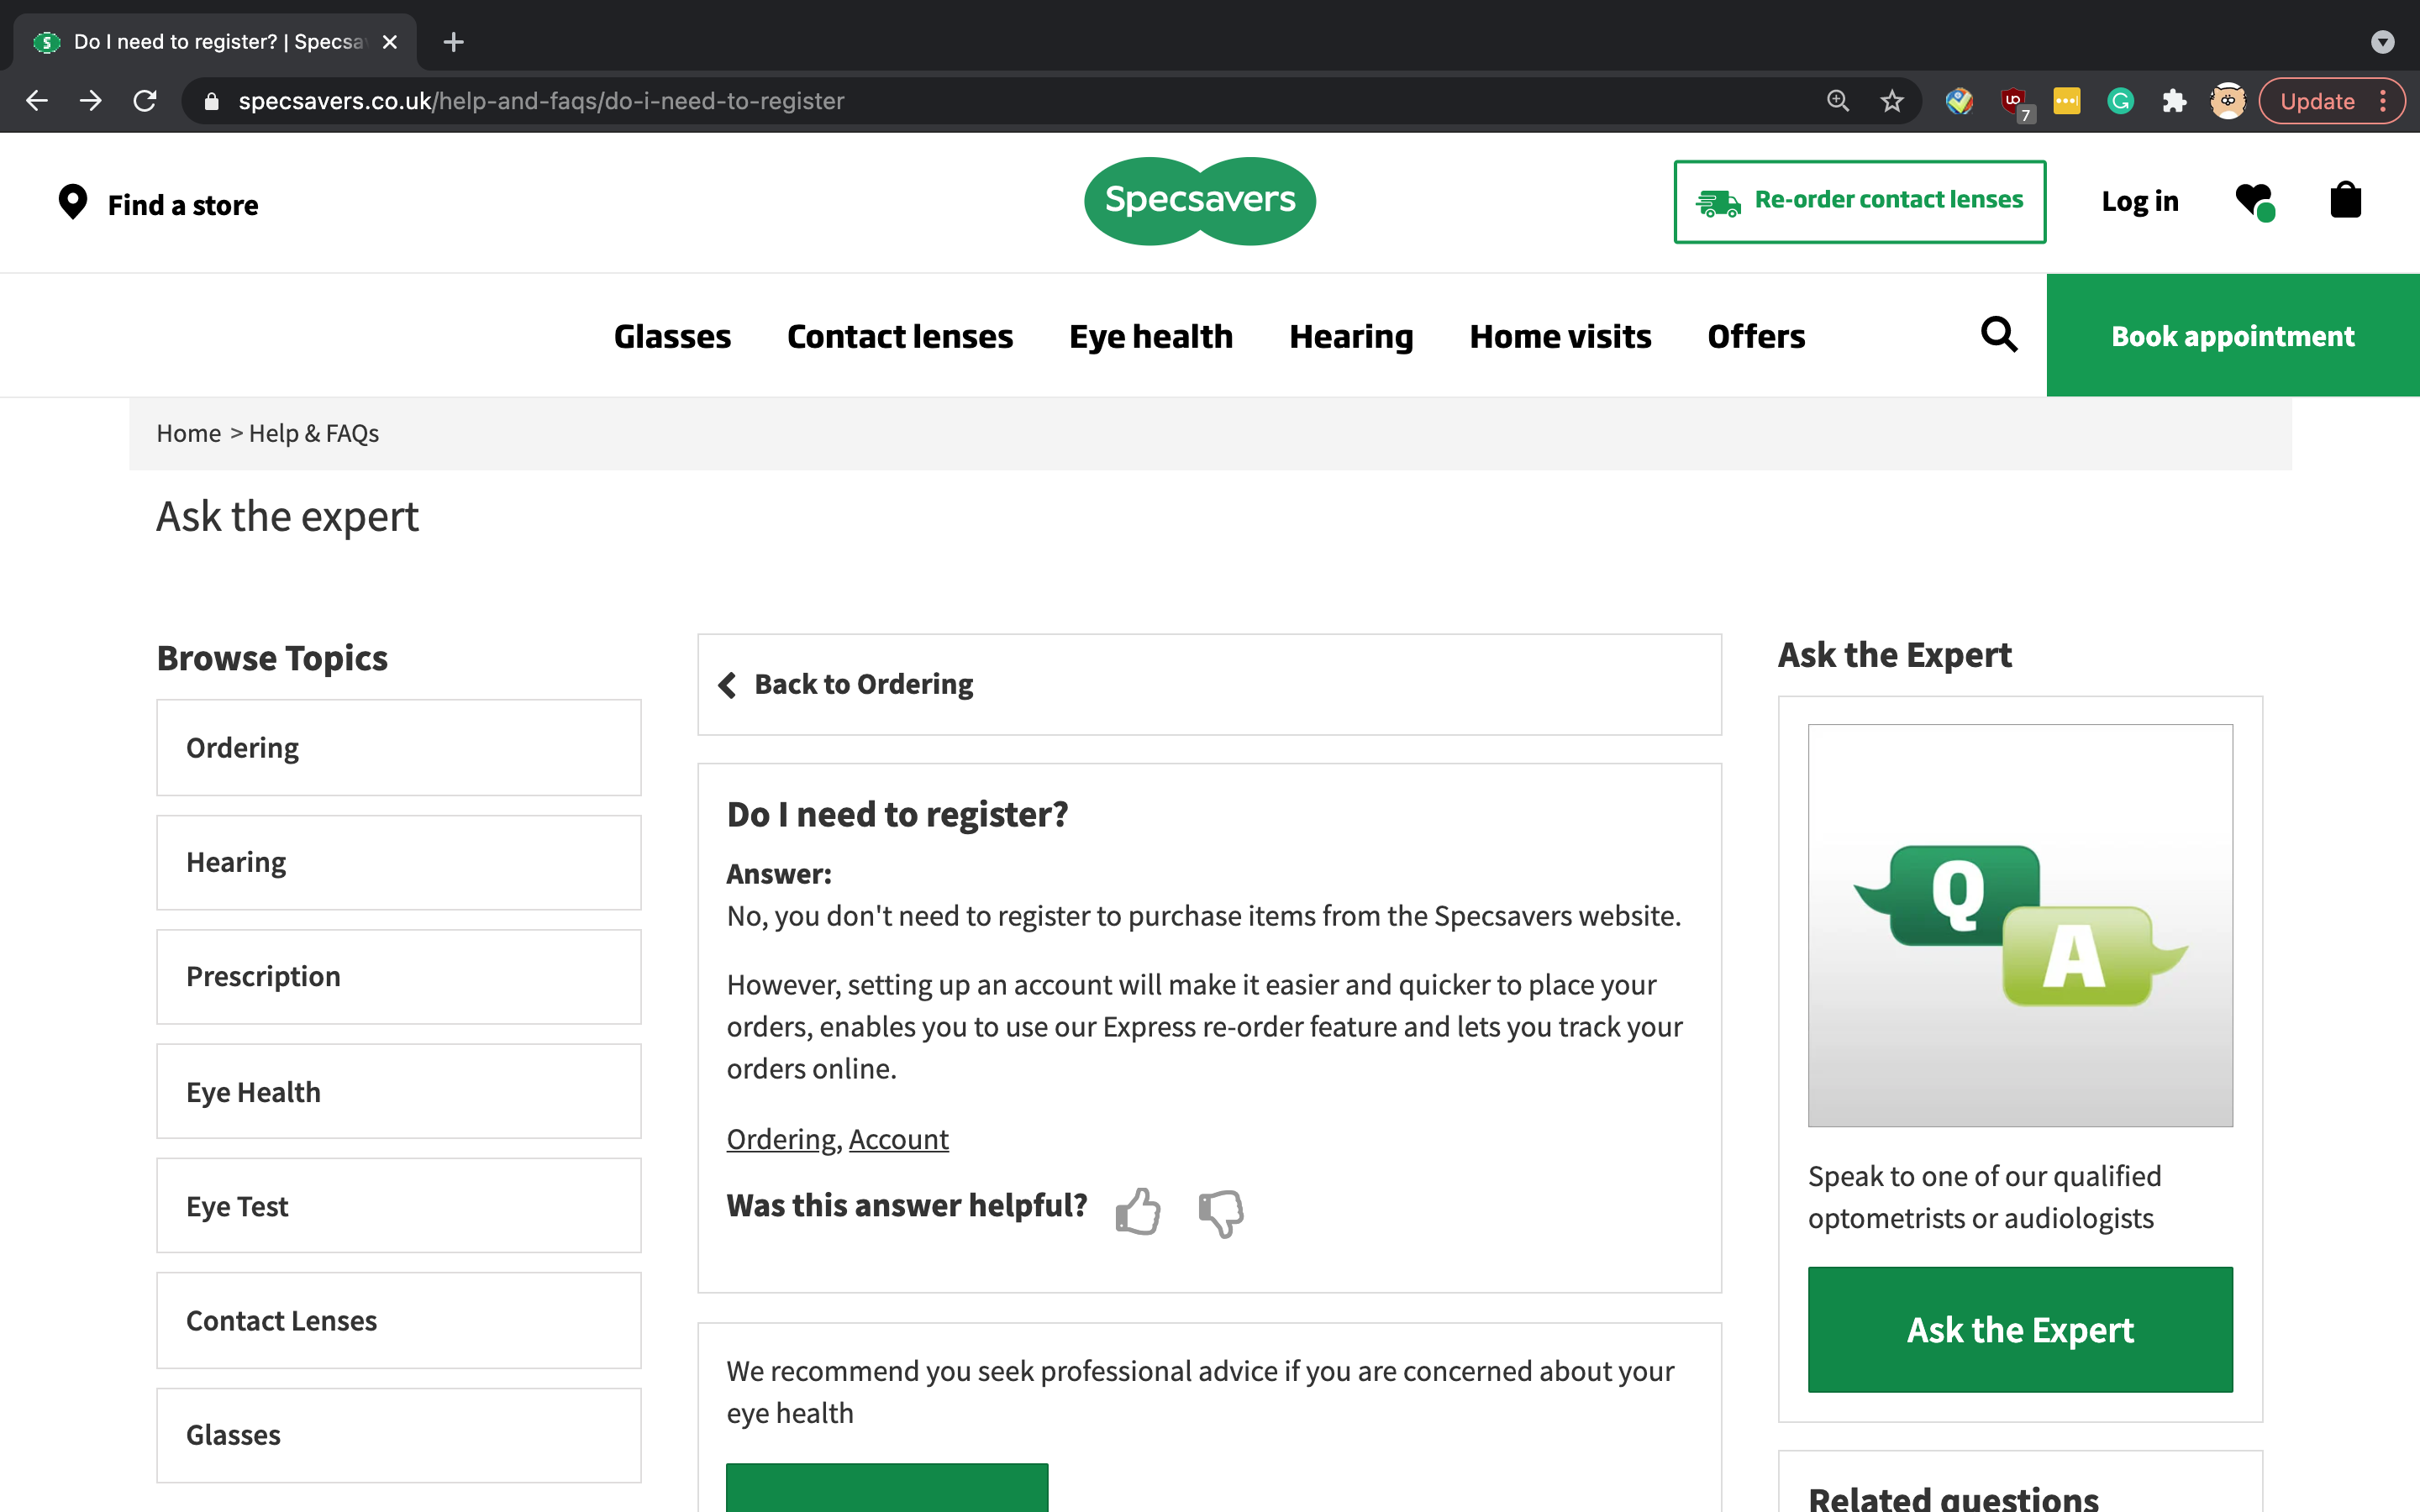 Do I need to register? | Specsa
specsavers.co.uk/help-and-faqs/do-i-need-to-register
7
Update
Find a store
Specsavers
Re-order contact lenses
Log in
Glasses
Contact lenses
Eye health
Hearing
Home visits
Offers
Book appointment
Home > Help & FAQs
Ask the expert
Browse Topics
Ordering
Hearing
Prescription
Eye Health
Eye Test
Contact Lenses
Glasses
Back to Ordering
Do I need to register?
Answer:
No, you don't need to register to purchase items from the Specsavers website.
However, setting up an account will make it easier and quicker to place your
orders, enables you to use our Express re-order feature and lets you track your
orders online.
Ordering, Account
Was this answer helpful?
We recommend you seek professional advice if you are concerned about your
eye health
Ask the Expert
Q
A
Speak to one of our qualified
optometrists or audiologists
Ask the Expert
Related questions